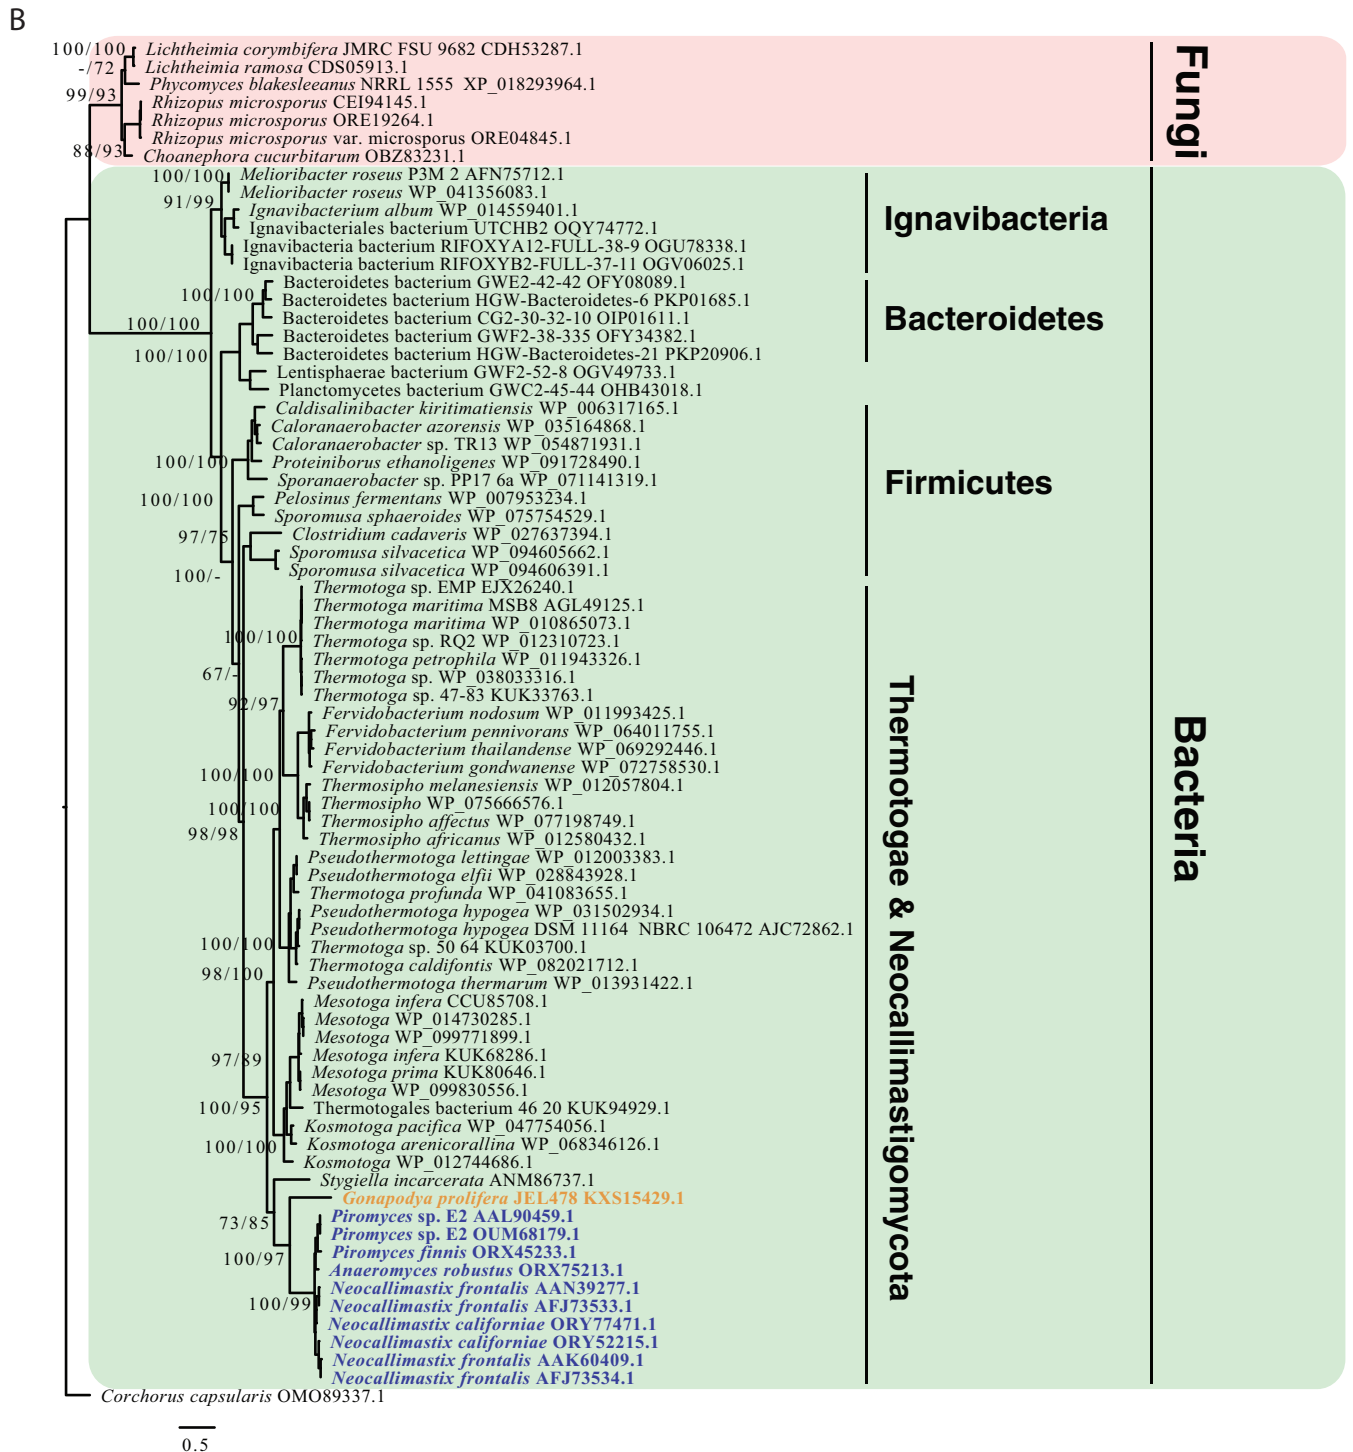 B
100/100
Lichtheimia corymbifera JMRC FSU 9682 CDH53287.1
-/72
Lichtheimia ramosa CDS05913.1
Phycomyces blakesleeanus NRRL 1555 XP_018293964.1
99/93
Rhizopus microsporus CEI94145.1
Rhizopus microsporus ORE19264.1
Rhizopus microsporus var. microsporus ORE04845.1
88/93
Choanephora cucurbitarum OBZ83231.1
Fungi
100/100
Melioribacter roseus P3M 2 AFN75712.1
Melioribacter roseus WP_041356083.1
91/99
Ignavibacterium album WP_014559401.1
Ignavibacteriales bacterium UTCHB2 OQY74772.1
Ignavibacteria bacterium RIFOXYA12-FULL-38-9 OGU78338.1
Ignavibacteria bacterium RIFOXYB2-FULL-37-11 OGV06025.1
Ignavibacteria
Bacteroidetes bacterium GWE2-42-42 OFY08089.1
100/100
Bacteroidetes bacterium HGW-Bacteroidetes-6 PKP01685.1
Bacteroidetes bacterium CG2-30-32-10 OIP01611.1
100/100
Bacteroidetes bacterium GWF2-38-335 OFY34382.1
100/100
Bacteroidetes bacterium HGW-Bacteroidetes-21 PKP20906.1
Bacteroidetes
Lentisphaerae bacterium GWF2-52-8 OGV49733.1
Planctomycetes bacterium GWC2-45-44 OHB43018.1
Caldisalinibacter kiritimatiensis WP_006317165.1
Caloranaerobacter azorensis WP_035164868.1
Caloranaerobacter sp. TR13 WP_054871931.1
100/100
Proteiniborus ethanoligenes WP_091728490.1
Sporanaerobacter sp. PP17 6a WP_071141319.1
100/100
Pelosinus fermentans WP_007953234.1
Sporomusa sphaeroides WP_075754529.1
97/75
Clostridium cadaveris WP_027637394.1
Sporomusa silvacetica WP_094605662.1
100/-
Sporomusa silvacetica WP_094606391.1
Firmicutes
Thermotoga sp. EMP EJX26240.1
Thermotoga maritima MSB8 AGL49125.1
Thermotoga maritima WP_010865073.1
100/100
Thermotoga sp. RQ2 WP_012310723.1
Thermotoga petrophila WP_011943326.1
67/-
Thermotoga sp. WP_038033316.1
Thermotoga sp. 47-83 KUK33763.1
92/97
Fervidobacterium nodosum WP_011993425.1
Fervidobacterium pennivorans WP_064011755.1
Fervidobacterium thailandense WP_069292446.1
100/100
Fervidobacterium gondwanense WP_072758530.1
Thermosipho melanesiensis WP_012057804.1
100/100
Thermosipho WP_075666576.1
Thermosipho affectus WP_077198749.1
98/98
Thermosipho africanus WP_012580432.1
Pseudothermotoga lettingae WP_012003383.1
Pseudothermotoga elfii WP_028843928.1
Thermotoga profunda WP_041083655.1
Pseudothermotoga hypogea WP_031502934.1
Pseudothermotoga hypogea DSM 11164 NBRC 106472 AJC72862.1
100/100
Thermotoga sp. 50 64 KUK03700.1
Thermotoga caldifontis WP_082021712.1
98/100
Pseudothermotoga thermarum WP_013931422.1
Mesotoga infera CCU85708.1
Mesotoga WP_014730285.1
Mesotoga WP_099771899.1
97/89
Mesotoga infera KUK68286.1
Mesotoga prima KUK80646.1
Mesotoga WP_099830556.1
100/95
Thermotogales bacterium 46 20 KUK94929.1
Kosmotoga pacifica WP_047754056.1
100/100
Kosmotoga arenicorallina WP_068346126.1
Kosmotoga WP_012744686.1
Stygiella incarcerata ANM86737.1
Gonapodya prolifera JEL478 KXS15429.1
73/85
Piromyces sp. E2 AAL90459.1
Piromyces sp. E2 OUM68179.1
100/97
Piromyces finnis ORX45233.1
Anaeromyces robustus ORX75213.1
Neocallimastix frontalis AAN39277.1
100/99
Neocallimastix frontalis AFJ73533.1
Neocallimastix californiae ORY77471.1
Neocallimastix californiae ORY52215.1
Neocallimastix frontalis AAK60409.1
Neocallimastix frontalis AFJ73534.1
Thermotogae & Neocallimastigomycota
Bacteria
Corchorus capsularis OMO89337.1
0.5